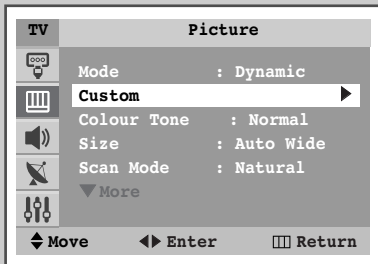 TV Picture
Mode : Dynamic
Custom
Colour Tone : Normal
Size : Auto Wide
Scan Mode : Natural
More
Move Enter Return